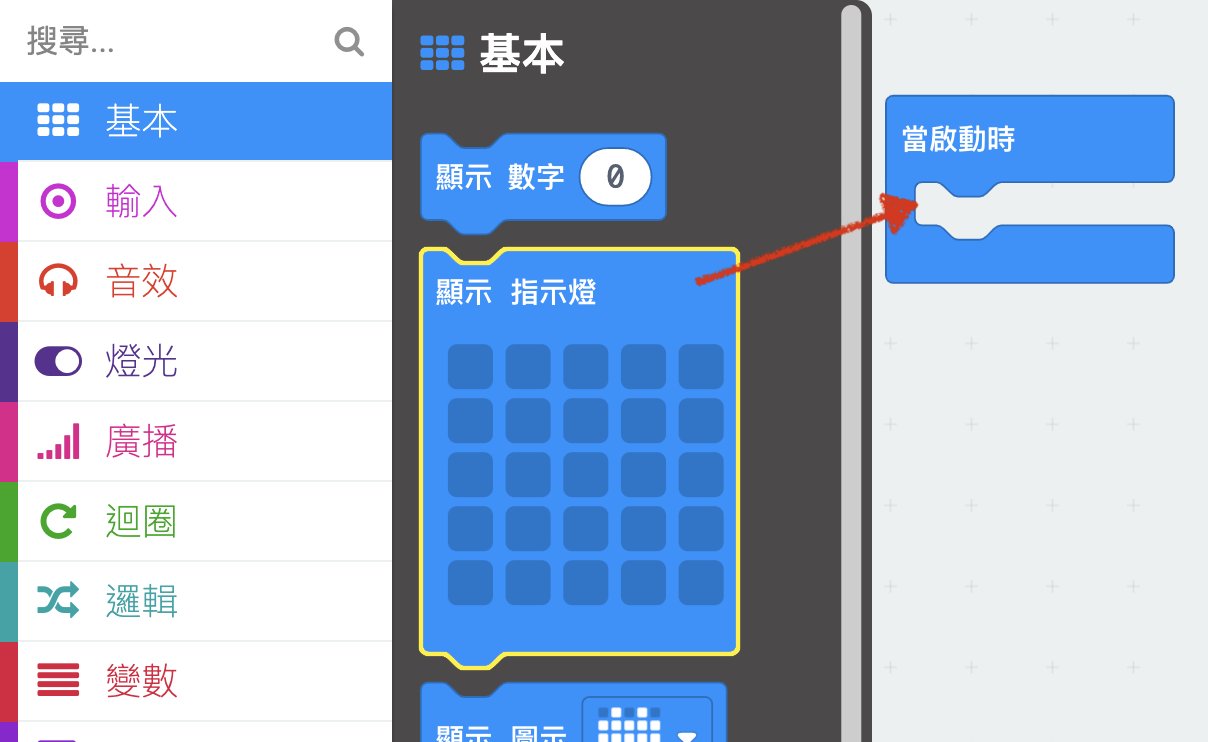 搜尋...
基本
輸入
音效
燈光
廣播
迴圈
邏輯
變數
基本
顯示 數字 0
顯示 指示燈
顯示 圖示
當啟動時